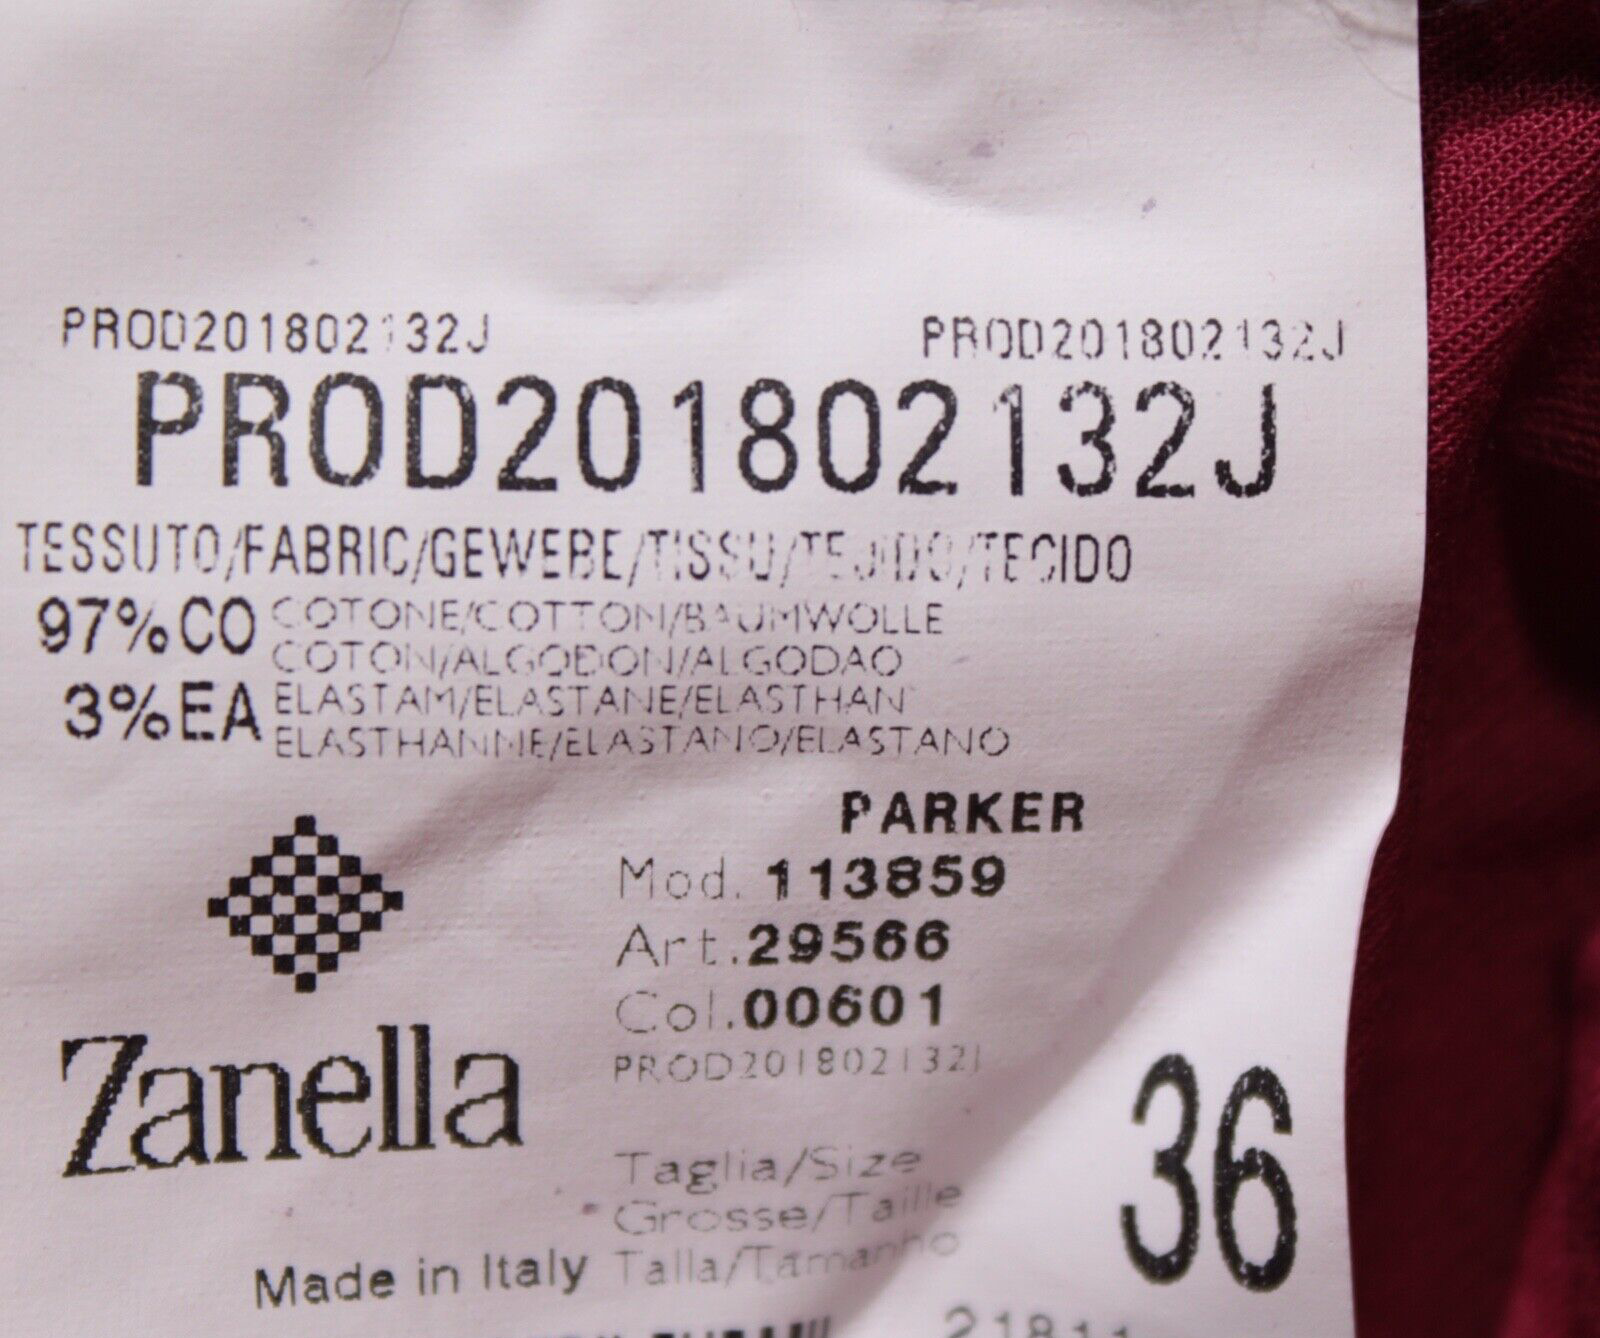 PROD201802132J PROD201802132J
PROD201802132J
TESSUTO/FABRIC/GEWEBE/TISSU/TEJIDO/TECIDO
97%CO COTONE/COTTON/BAUMWOLLE
COTON/ALGODON/ALGODAO
3%EA ELASTAM/ELASTANE/ELASTHAN
ELASTHANNE/ELASTANO/ELASTANO
PARKER
Mod. 113859
Art. 29566
Col. 00601
PROD201802132J
Zanella
Taglia/Size
Grosse/Taille
Talla/Tamanho
36
Made in Italy